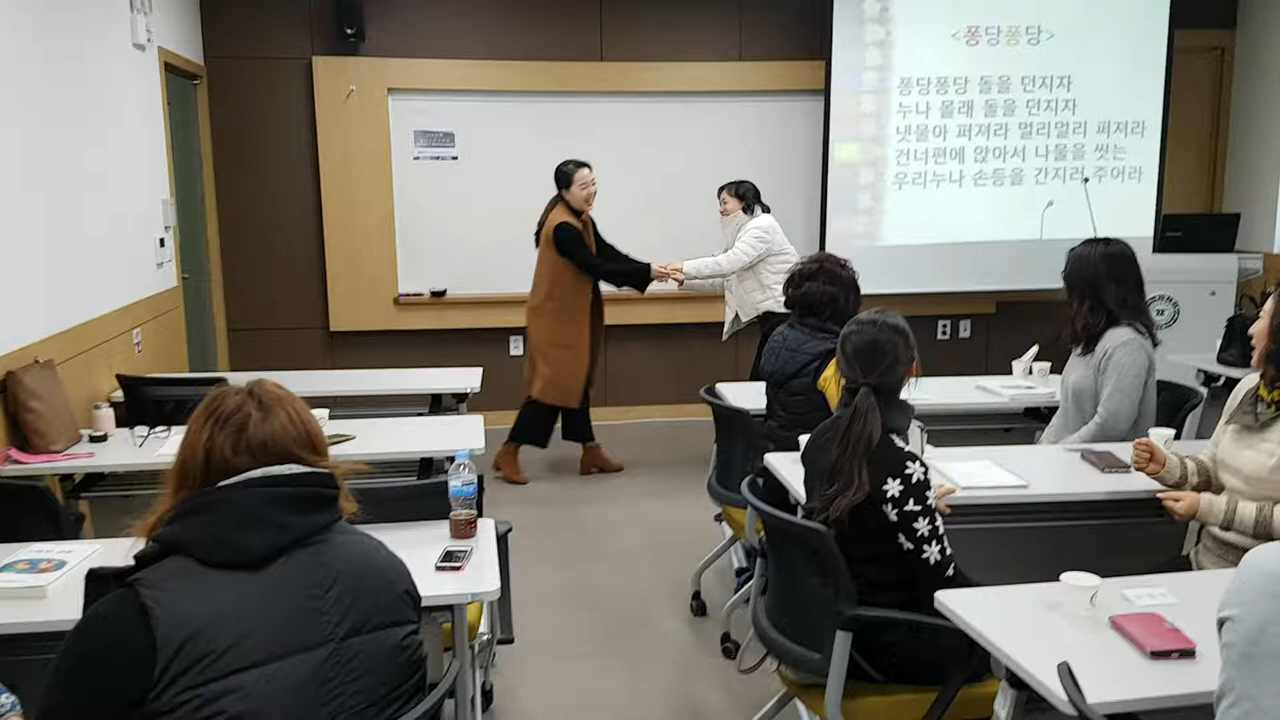 <퐁당퐁당>
퐁당퐁당 돌을 던지자
누나 몰래 돌을 던지자
냇물아 퍼져라 멀리멀리 퍼져라
건너편에 앉아서 나물을 씻는
우리누나 손등을 간지러 주어라